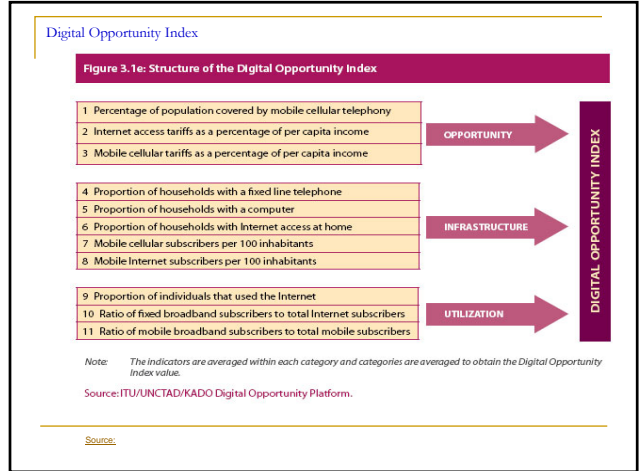 Digital Opportunity Index
Figure 3.1e: Structure of the Digital Opportunity Index
1 Percentage of population covered by mobile cellular telephony
2 Internet access tariffs as a percentage of per capita income
3 Mobile cellular tariffs as a percentage of per capita income
OPPORTUNITY
4 Proportion of households with a fixed line telephone
5 Proportion of households with a computer
6 Proportion of households with Internet access at home
7 Mobile cellular subscribers per 100 inhabitants
8 Mobile Internet subscribers per 100 inhabitants
INFRASTRUCTURE
9 Proportion of individuals that used the Internet
10 Ratio of fixed broadband subscribers to total Internet subscribers
11 Ratio of mobile broadband subscribers to total mobile subscribers
UTILIZATION
DIGITAL OPPORTUNITY INDEX
Note: The indicators are averaged within each category and categories are averaged to obtain the Digital Opportunity
Index value.
Source: ITU/UNCTAD/KADO Digital Opportunity Platform.
Source: